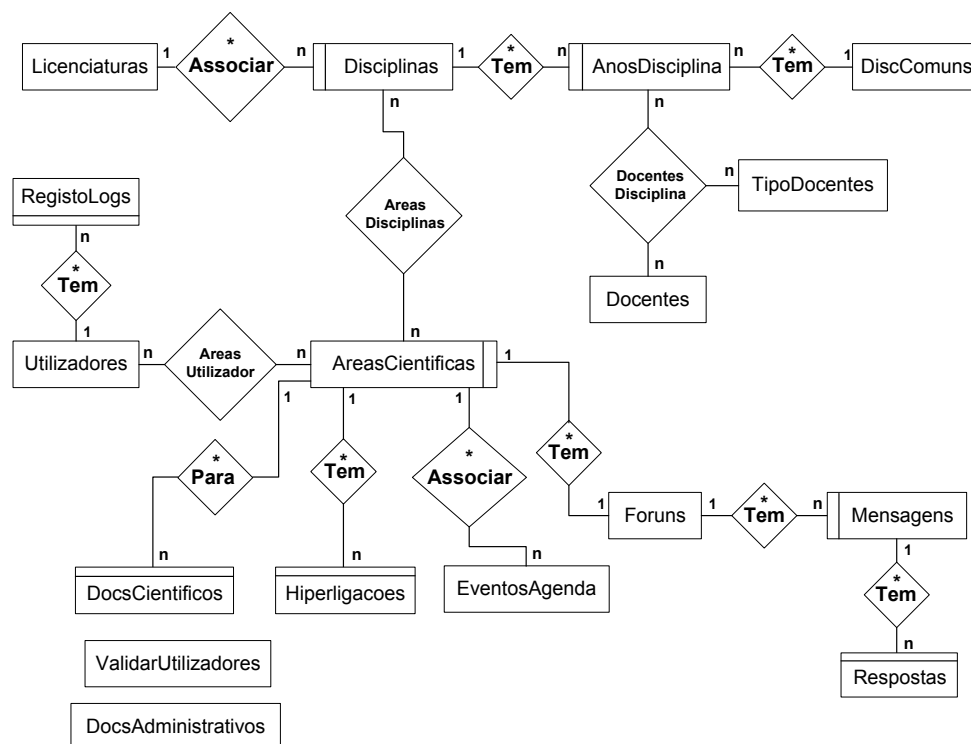 Licenciaturas 1 * Associar n Disciplinas 1 * Tem n AnosDisciplina n * Tem 1 DiscComuns
n
n
Docentes
Disciplina
n
TipoDocentes
n
Docentes
Areas
Disciplinas
n
RegistoLogs
n
*
Tem
1
Utilizadores n Areas
Utilizador
n AreasCientificas 1
1
1
1
*
Para
n
DocsCientificos
*
Tem
n
Hiperligacoes
*
Associar
n
EventosAgenda
*
Tem
1 Foruns 1 * Tem n Mensagens
1
*
Tem
n
Respostas
ValidarUtilizadores
DocsAdministrativos